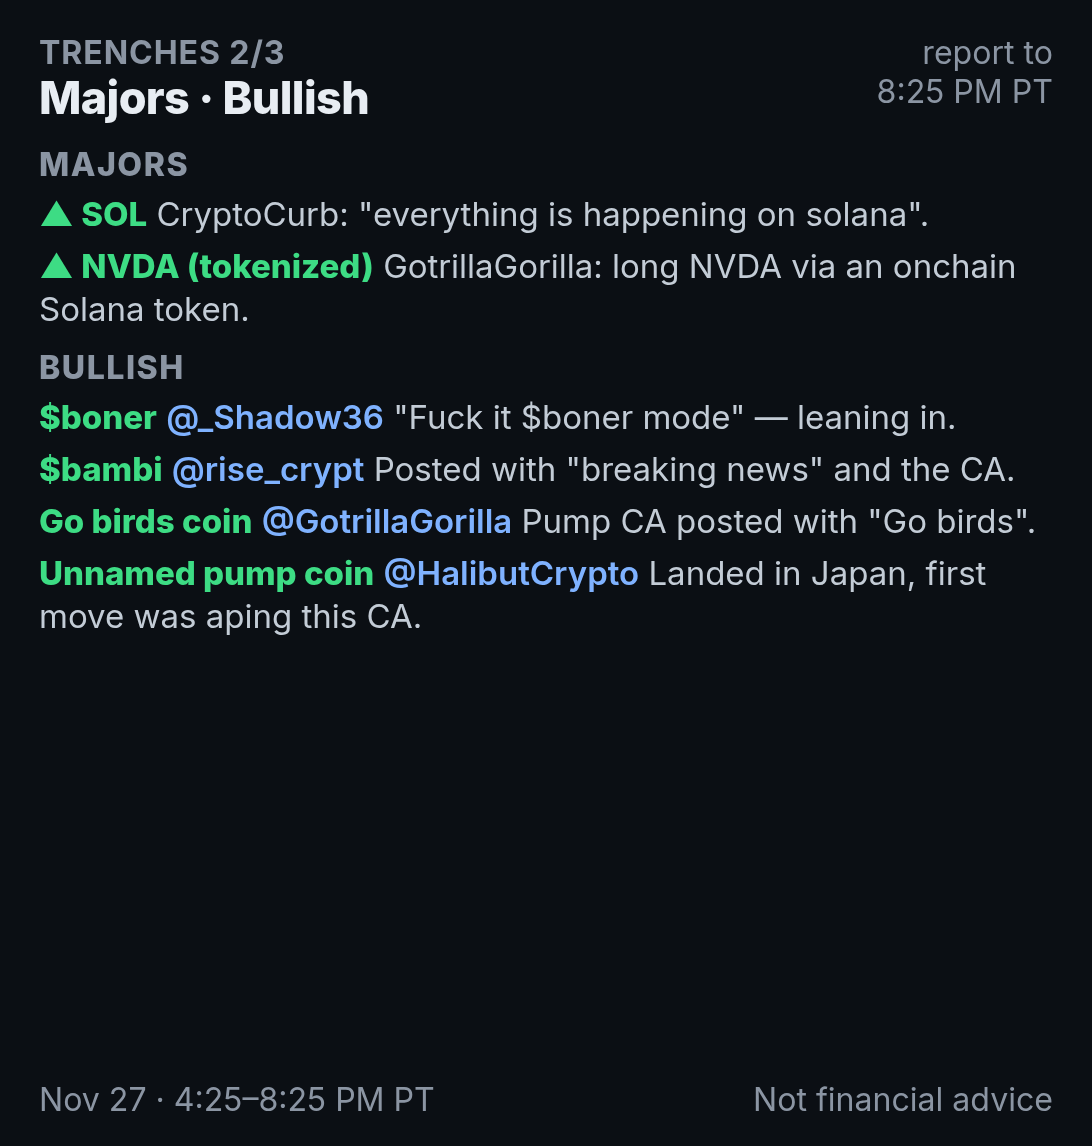 TRENCHES 2/3
report to
8:25 PM PT
Majors · Bullish
MAJORS
▲ SOL CryptoCurb: "everything is happening on solana".
▲ NVDA (tokenized) GotrillaGorilla: long NVDA via an onchain
Solana token.
BULLISH
$boner @_Shadow36 "Fuck it $boner mode" — leaning in.
$bambi @rise_crypt Posted with "breaking news" and the CA.
Go birds coin @GotrillaGorilla Pump CA posted with "Go birds".
Unnamed pump coin @HalibutCrypto Landed in Japan, first
move was aping this CA.
Nov 27 · 4:25–8:25 PM PT
Not financial advice